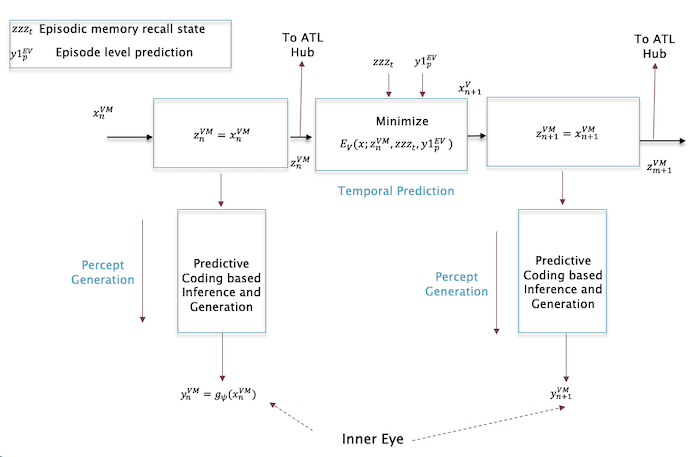 zzz_t Episodic memory recall state
y1_p^{EV} Episode level prediction
To ATL
Hub
To ATL
Hub
zzz_t
y1_p^{EV}
x_n^{VM}
x_{n+1}^{V}
z_n^{VM} = x_n^{VM}
Minimize
E_V(x; z_n^{VM}, zzz_t, y1_p^{EV})
z_{n+1}^{VM} = x_{n+1}^{VM}
z_n^{VM}
z_{m+1}^{VM}
Temporal Prediction
Percept
Generation
Predictive
Coding based
Inference and
Generation
Percept
Generation
Predictive
Coding based
Inference and
Generation
y_n^{VM} = g_ψ(x_n^{VM})
y_{n+1}^{VM}
Inner Eye